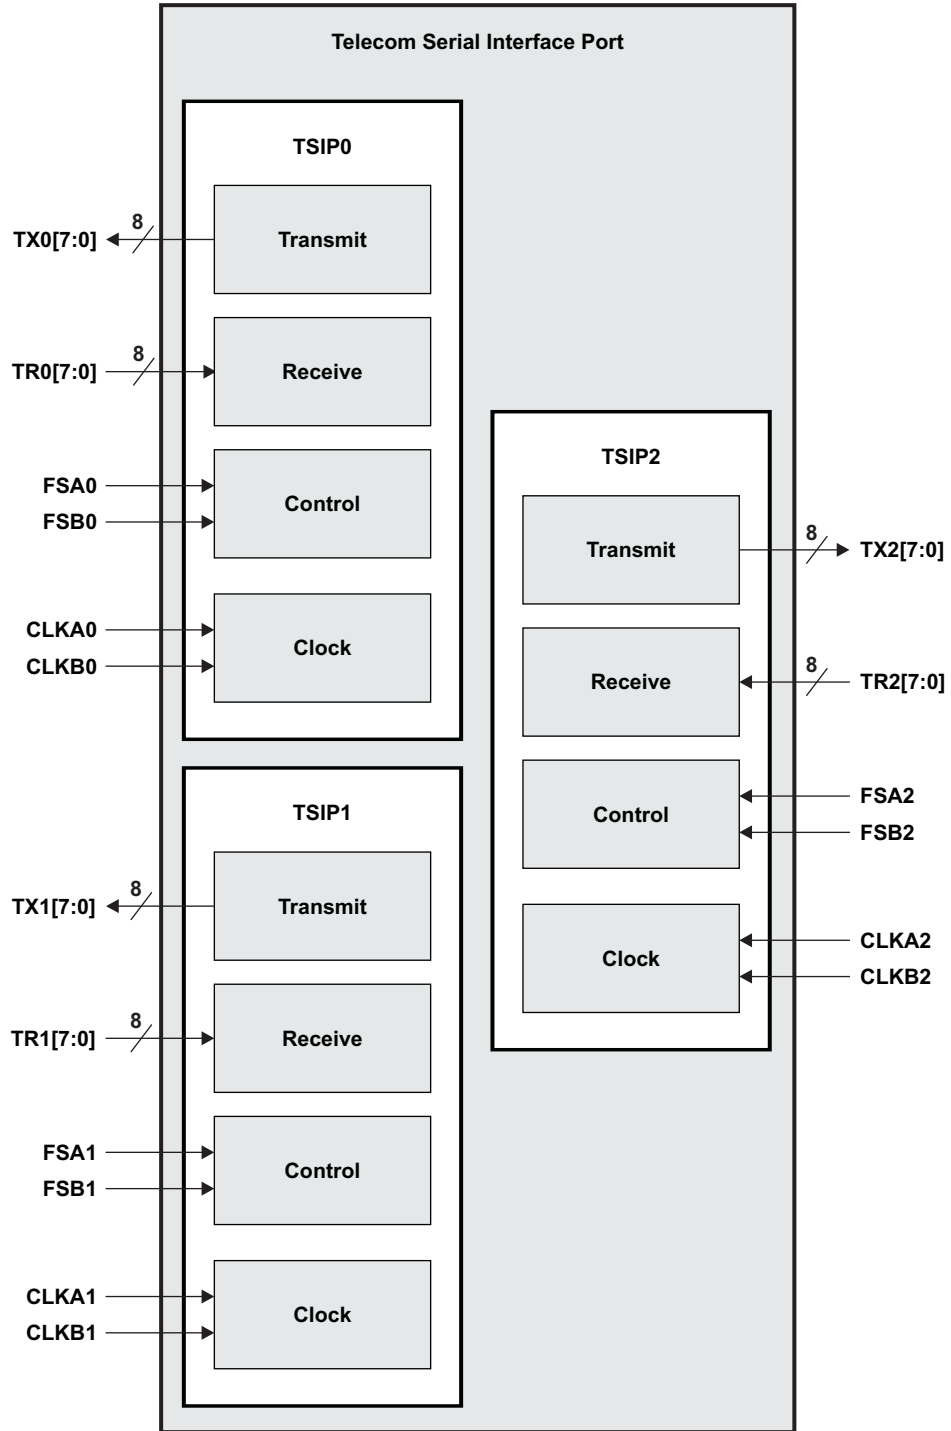 Telecom Serial Interface Port
TSIP0
8
TX0[7:0]
Transmit
8
TR0[7:0]
Receive
FSA0
FSB0
Control
CLKA0
CLKB0
Clock
TSIP1
8
TX1[7:0]
Transmit
8
TR1[7:0]
Receive
FSA1
FSB1
Control
CLKA1
CLKB1
Clock
TSIP2
Transmit
8
TX2[7:0]
Receive
8
TR2[7:0]
Control
FSA2
FSB2
Clock
CLKA2
CLKB2